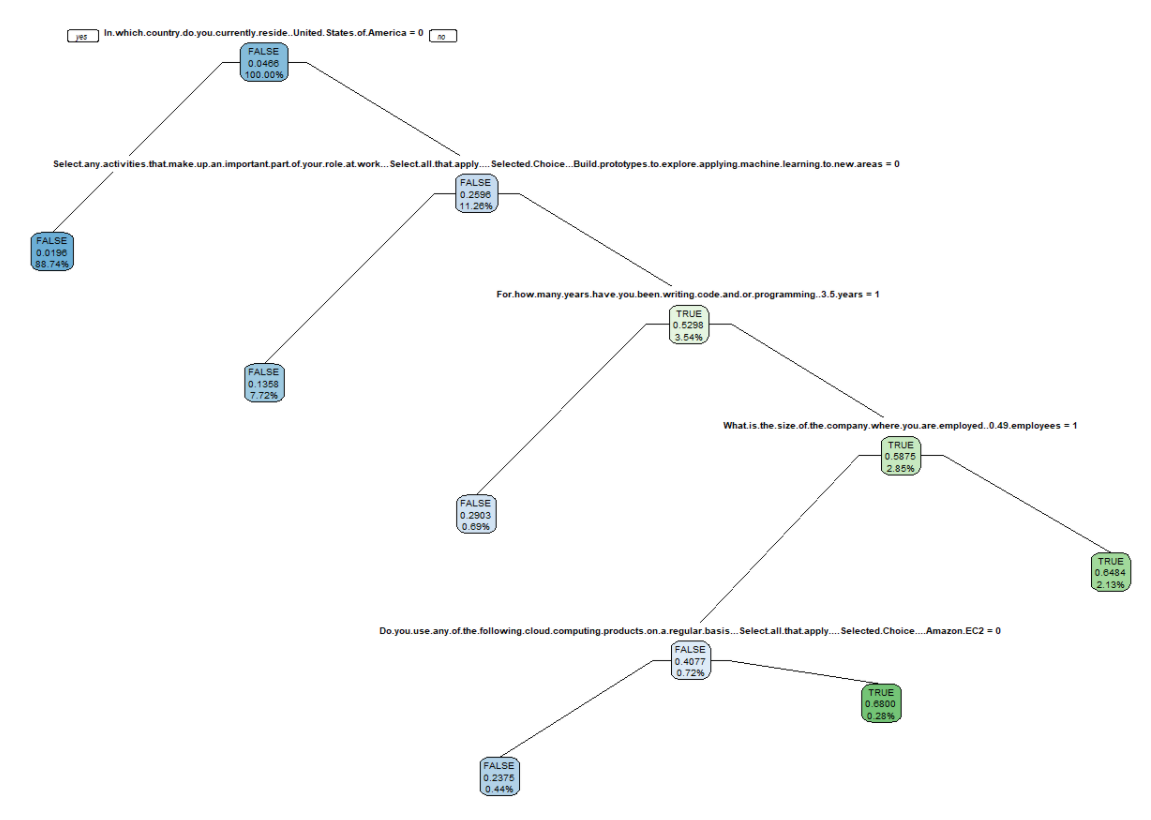 yes In.which.country.do.you.currently.reside..United.States.of.America = 0 no
FALSE
0.0466
100.00%
Select.any.activities.that.make.up.an.important.part.of.your.role.at.work...Select.all.that.apply....Selected.Choice...Build.prototypes.to.explore.applying.machine.learning.to.new.areas = 0
FALSE
0.2596
11.26%
FALSE
0.0196
88.74%
For.how.many.years.have.you.been.writing.code.and.or.programming..3.5.years = 1
TRUE
0.5298
3.54%
FALSE
0.1358
7.72%
What.is.the.size.of.the.company.where.you.are.employed..0.49.employees = 1
TRUE
0.5875
2.85%
FALSE
0.2903
0.69%
TRUE
0.6484
2.13%
Do.you.use.any.of.the.following.cloud.computing.products.on.a.regular.basis...Select.all.that.apply....Selected.Choice....Amazon.EC2 = 0
FALSE
0.4077
0.72%
TRUE
0.6800
0.28%
FALSE
0.2375
0.44%